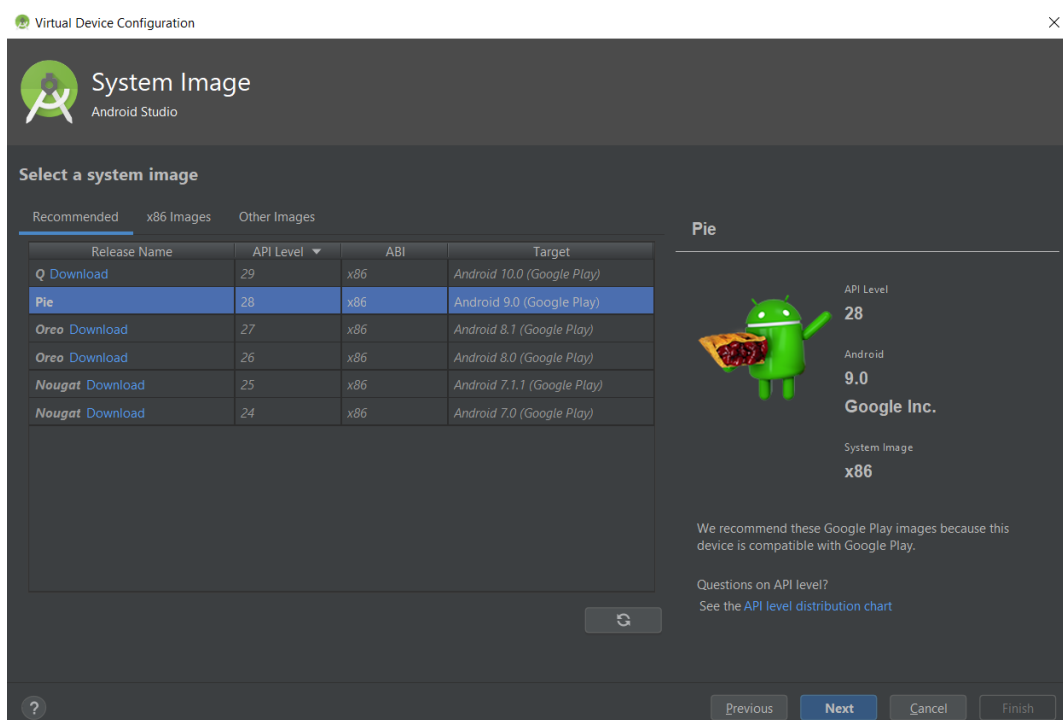 Virtual Device Configuration
System Image
Android Studio
Select a system image
Recommended x86 Images Other Images
Release Name API Level ABI Target
Q Download 29 x86 Android 10.0 (Google Play)
Pie 28 x86 Android 9.0 (Google Play)
Oreo Download 27 x86 Android 8.1 (Google Play)
Oreo Download 26 x86 Android 8.0 (Google Play)
Nougat Download 25 x86 Android 7.1.1 (Google Play)
Nougat Download 24 x86 Android 7.0 (Google Play)
Pie
API Level
28
Android
9.0
Google Inc.
System Image
x86
We recommend these Google Play images because this
device is compatible with Google Play.
Questions on API level?
See the API level distribution chart
? Previous Next Cancel Finish